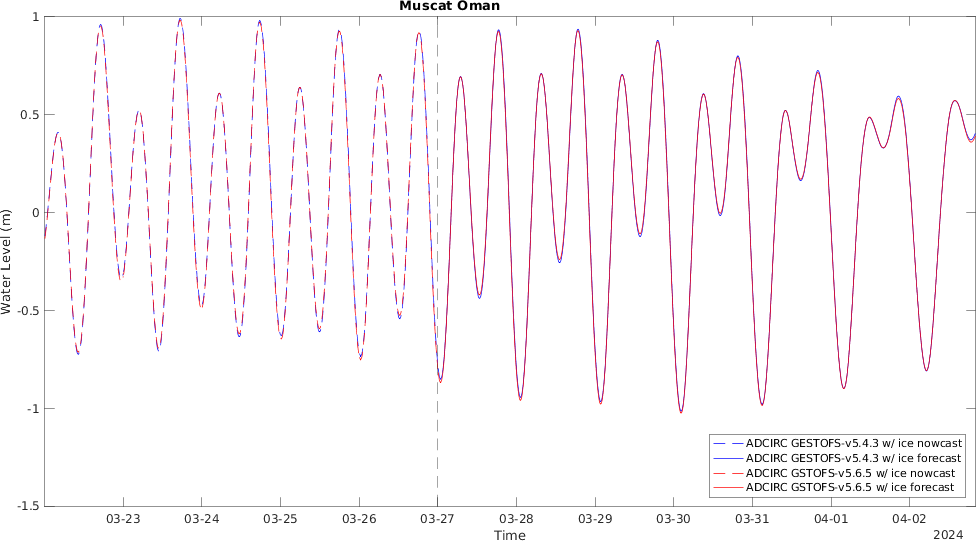 Muscat Oman
1
0.5
0
-0.5
-1
-1.5
Water Level (m)
ADCIRC GESTOFS-v5.4.3 w/ ice nowcast
ADCIRC GESTOFS-v5.4.3 w/ ice forecast
ADCIRC GSTOFS-v5.6.5 w/ ice nowcast
ADCIRC GSTOFS-v5.6.5 w/ ice forecast
03-23 03-24 03-25 03-26 03-27 03-28 03-29 03-30 03-31 04-01 04-02
Time
2024